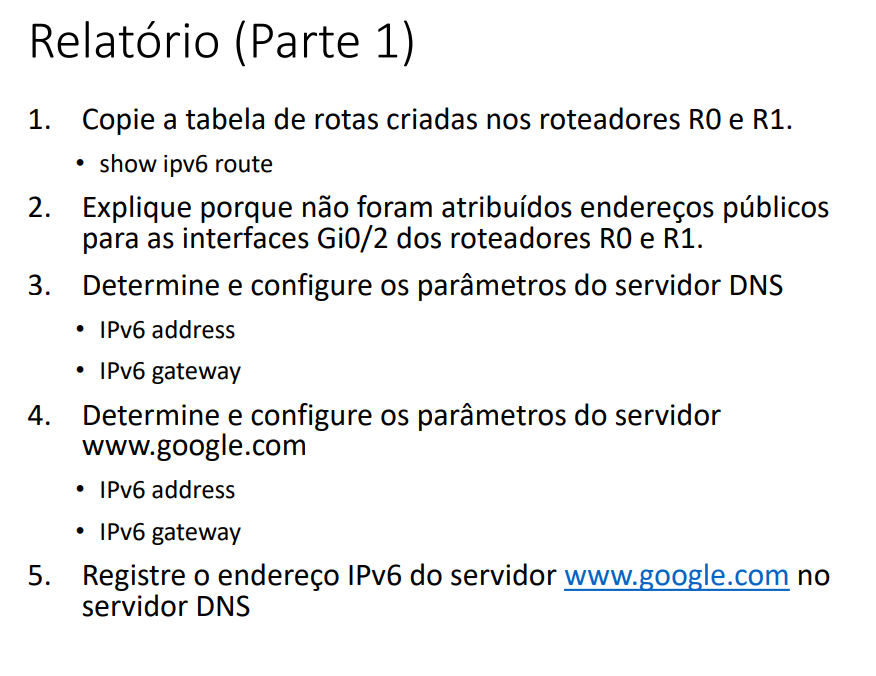 Relatório (Parte 1)
1. Copie a tabela de rotas criadas nos roteadores R0 e R1.
• show ipv6 route
2. Explique porque não foram atribuídos endereços públicos
para as interfaces Gi0/2 dos roteadores R0 e R1.
3. Determine e configure os parâmetros do servidor DNS
• IPv6 address
• IPv6 gateway
4. Determine e configure os parâmetros do servidor
www.google.com
• IPv6 address
• IPv6 gateway
5. Registre o endereço IPv6 do servidor www.google.com no
servidor DNS